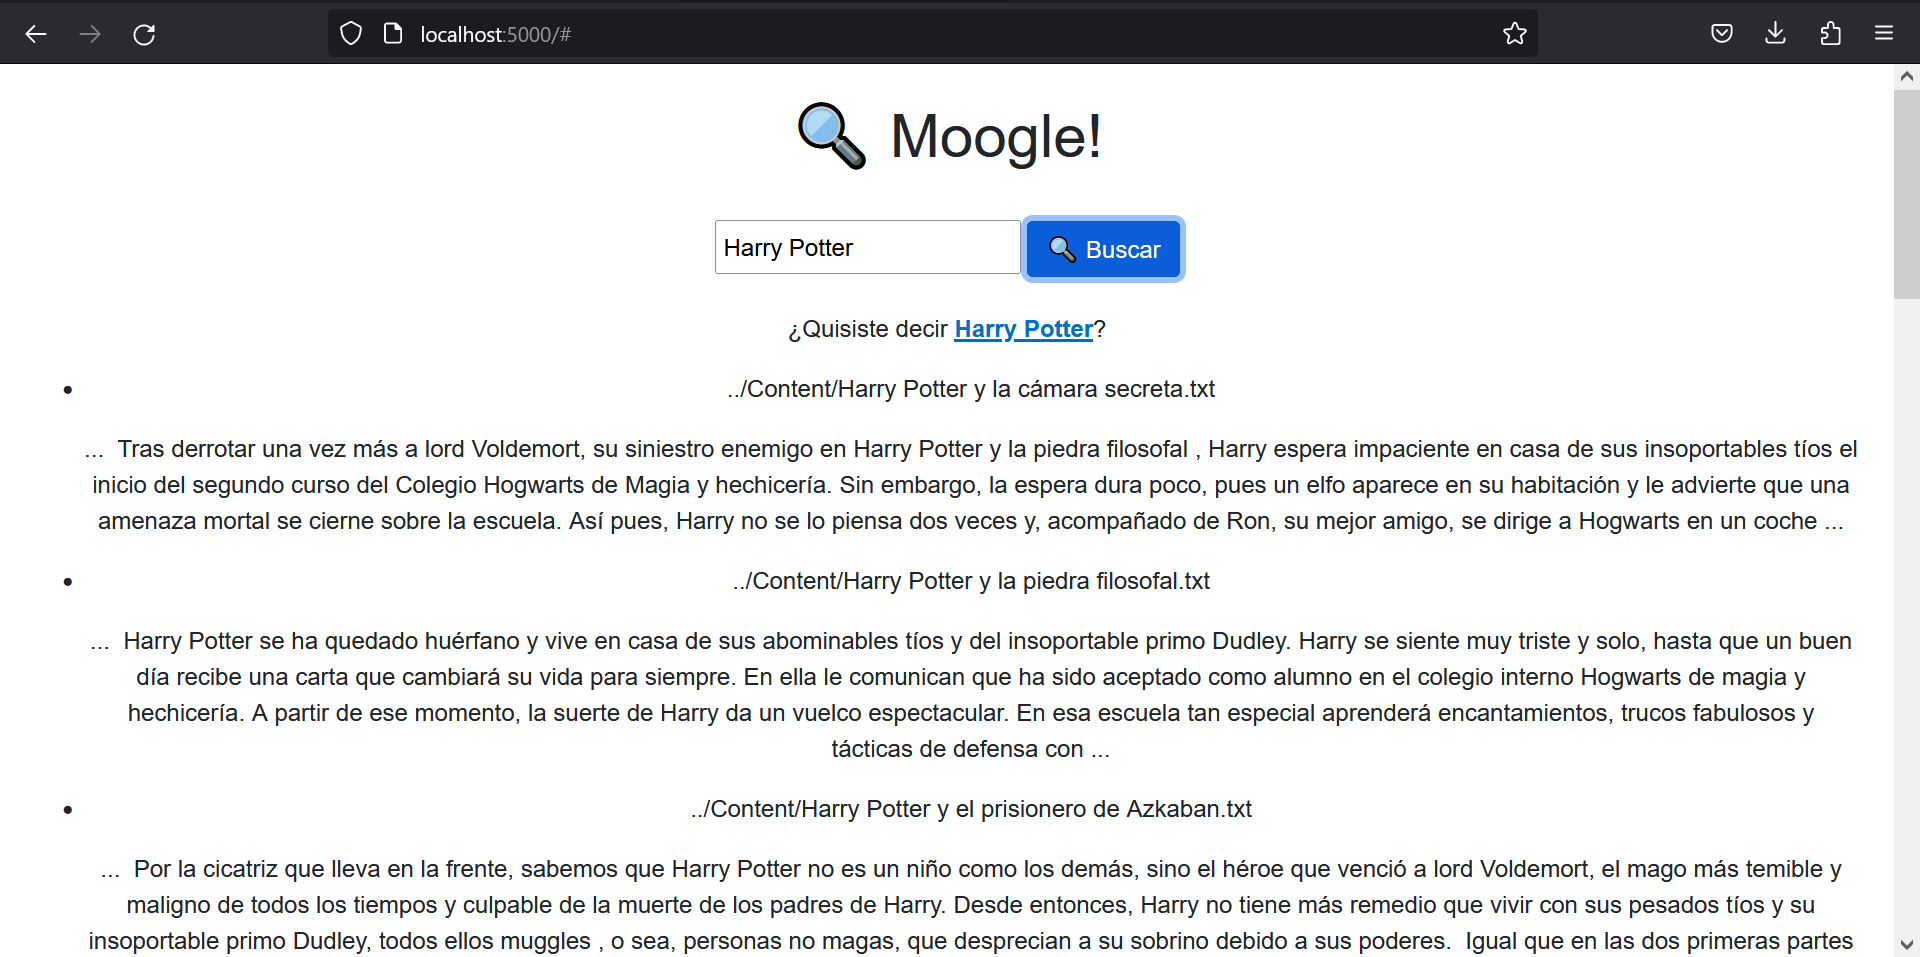 localhost:5000/#
Moogle!
Harry Potter
Buscar
¿Quisiste decir Harry Potter?
../Content/Harry Potter y la cámara secreta.txt
... Tras derrotar una vez más a lord Voldemort, su siniestro enemigo en Harry Potter y la piedra filosofal , Harry espera impaciente en casa de sus insoportables tíos el
inicio del segundo curso del Colegio Hogwarts de Magia y hechicería. Sin embargo, la espera dura poco, pues un elfo aparece en su habitación y le advierte que una
amenaza mortal se cierne sobre la escuela. Así pues, Harry no se lo piensa dos veces y, acompañado de Ron, su mejor amigo, se dirige a Hogwarts en un coche ...
../Content/Harry Potter y la piedra filosofal.txt
... Harry Potter se ha quedado huérfano y vive en casa de sus abominables tíos y del insoportable primo Dudley. Harry se siente muy triste y solo, hasta que un buen
día recibe una carta que cambiará su vida para siempre. En ella le comunican que ha sido aceptado como alumno en el colegio interno Hogwarts de magia y
hechicería. A partir de ese momento, la suerte de Harry da un vuelco espectacular. En esa escuela tan especial aprenderá encantamientos, trucos fabulosos y
tácticas de defensa con ...
../Content/Harry Potter y el prisionero de Azkaban.txt
... Por la cicatriz que lleva en la frente, sabemos que Harry Potter no es un niño como los demás, sino el héroe que venció a lord Voldemort, el mago más temible y
maligno de todos los tiempos y culpable de la muerte de los padres de Harry. Desde entonces, Harry no tiene más remedio que vivir con sus pesados tíos y su
insoportable primo Dudley, todos ellos muggles , o sea, personas no magas, que desprecian a su sobrino debido a sus poderes. Igual que en las dos primeras partes